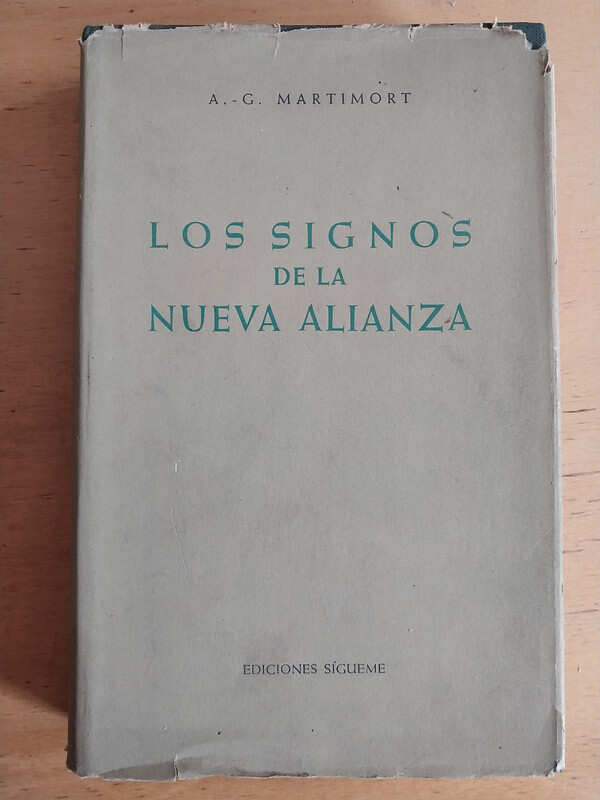 A.-G. MARTIMORT
LOS SIGNOS
DE LA
NUEVA ALIANZA
EDICIONES SÍGUEME